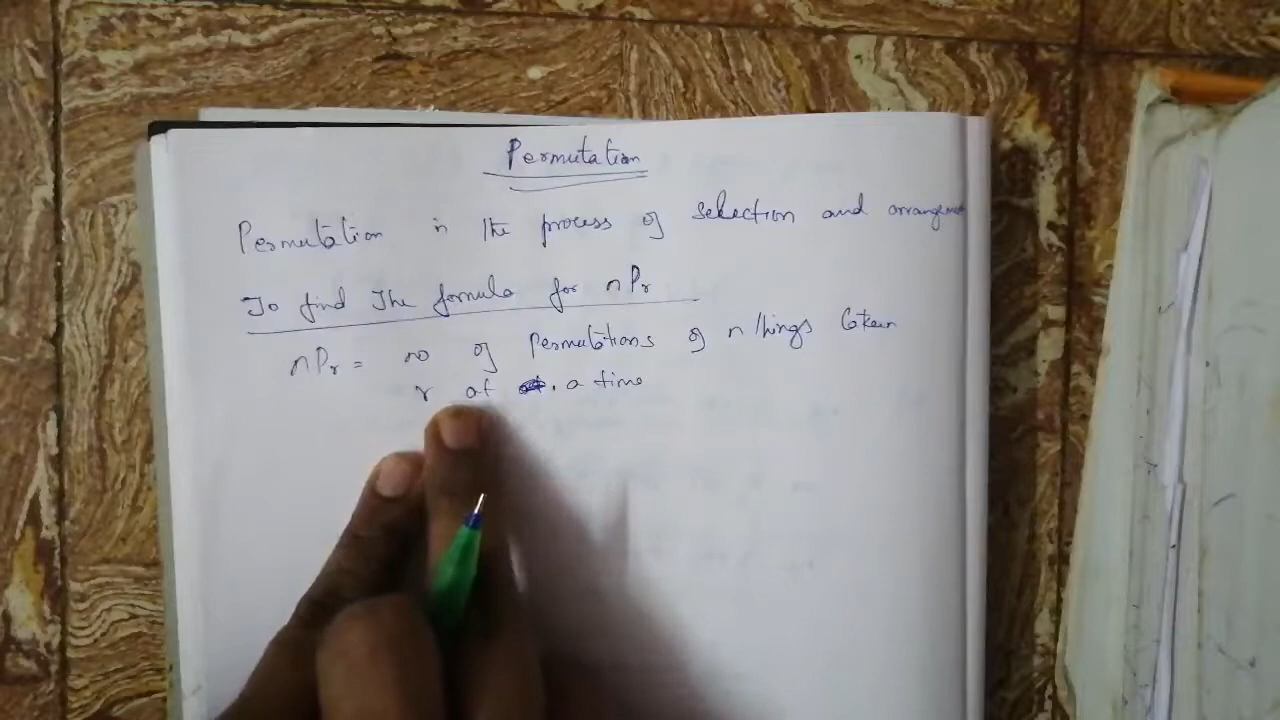 Permutation
Permutation is the process of selection and arrangement
To find The formula for nPr
nPr = no of Permutations of n things taken
r at a time